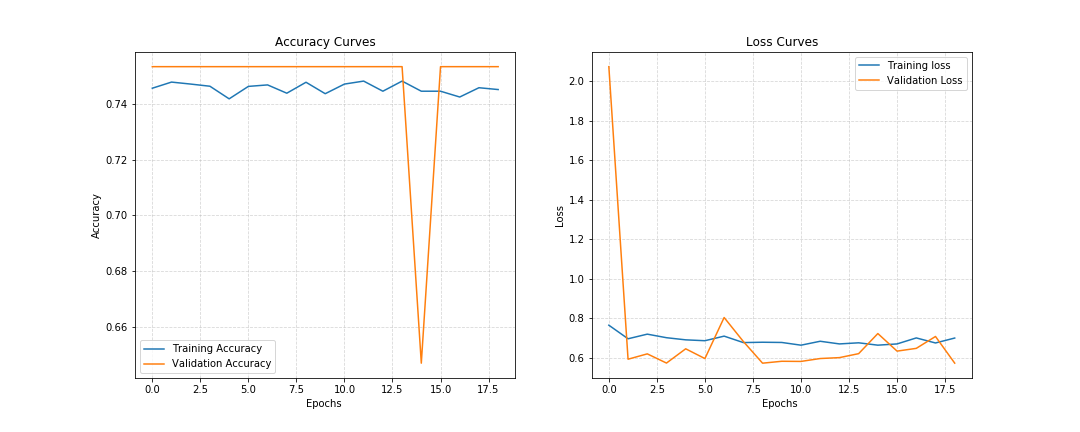 Accuracy Curves
0.74
0.72
0.70
0.68
0.66
Accuracy
Training Accuracy
Validation Accuracy
0.0 2.5 5.0 7.5 10.0 12.5 15.0 17.5
Epochs
Loss Curves
Training loss
Validation Loss
2.0
1.8
1.6
1.4
1.2
1.0
0.8
0.6
Loss
0.0 2.5 5.0 7.5 10.0 12.5 15.0 17.5
Epochs